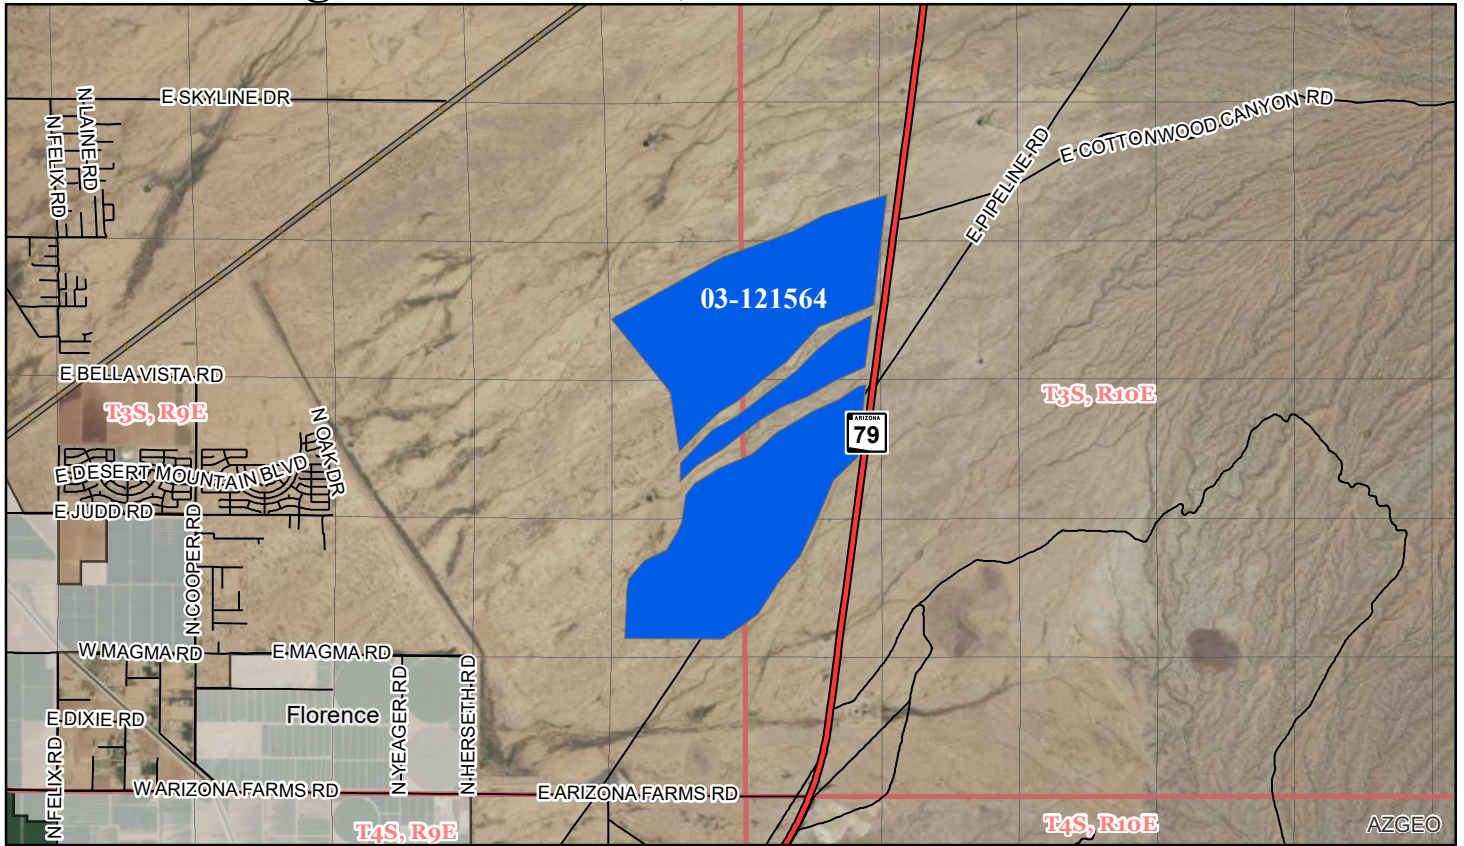 E SKYLINE DR
N LAINE RD
N FELIX RD
E COTTONWOOD CANYON RD
E PIPELINE RD
03-121564
E BELLA VISTA RD
T3S, R9E
T3S, R10E
ARIZONA
79
N OAK DR
E DESERT MOUNTAIN BLVD
E JUDD RD
N COOPER RD
W MAGMA RD
E MAGMA RD
N YEAGER RD
N HERSETH RD
Florence
E DIXIE RD
N FELIX RD
W ARIZONA FARMS RD
E ARIZONA FARMS RD
T4S, R9E
T4S, R10E
AZGEO